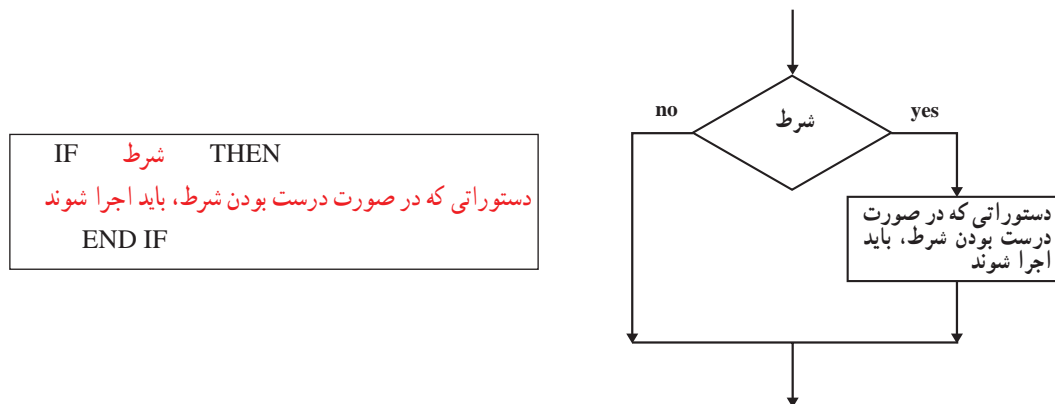 IF شرط THEN
دستوراتی که در صورت درست بودن شرط، باید اجرا شوند
END IF
شرط
no
yes
دستوراتی که در صورت
درست بودن شرط، باید
اجرا شوند